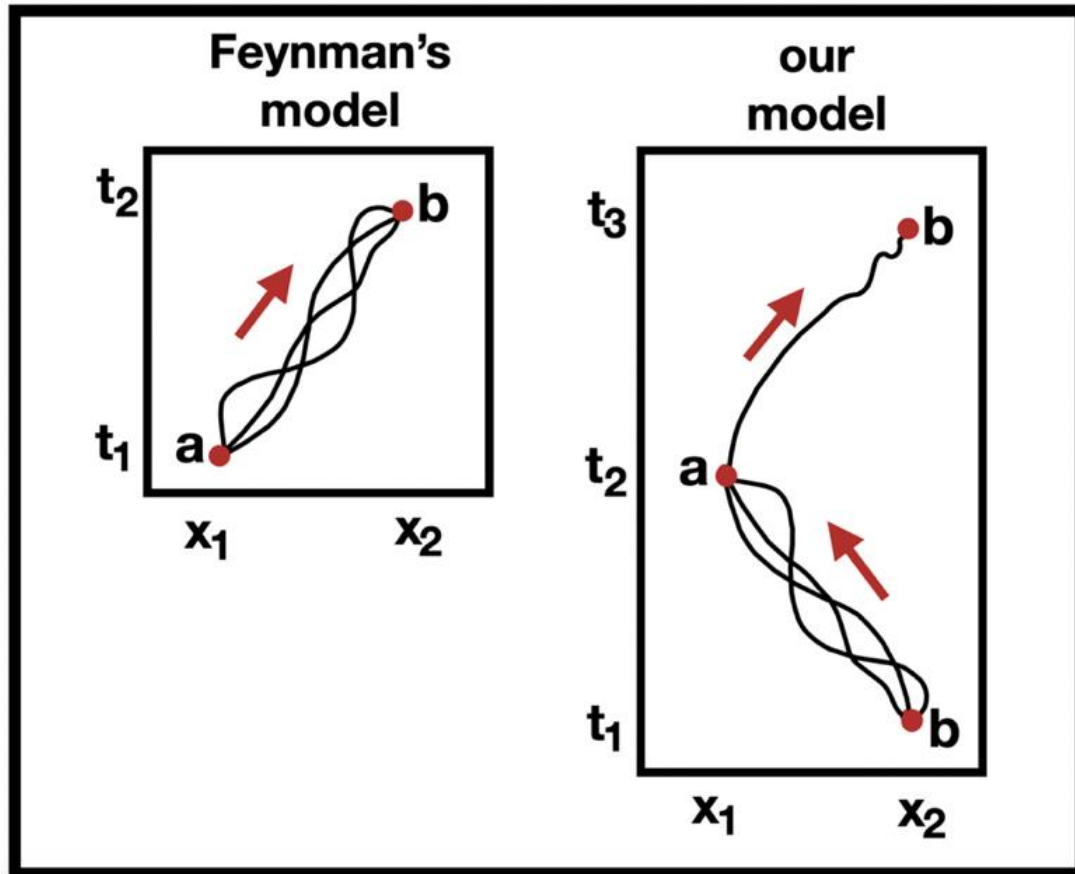 Feynman's
model
t₂
b
t₁
a
x₁ x₂
our
model
t₃
b
t₂
a
t₁
b
x₁ x₂